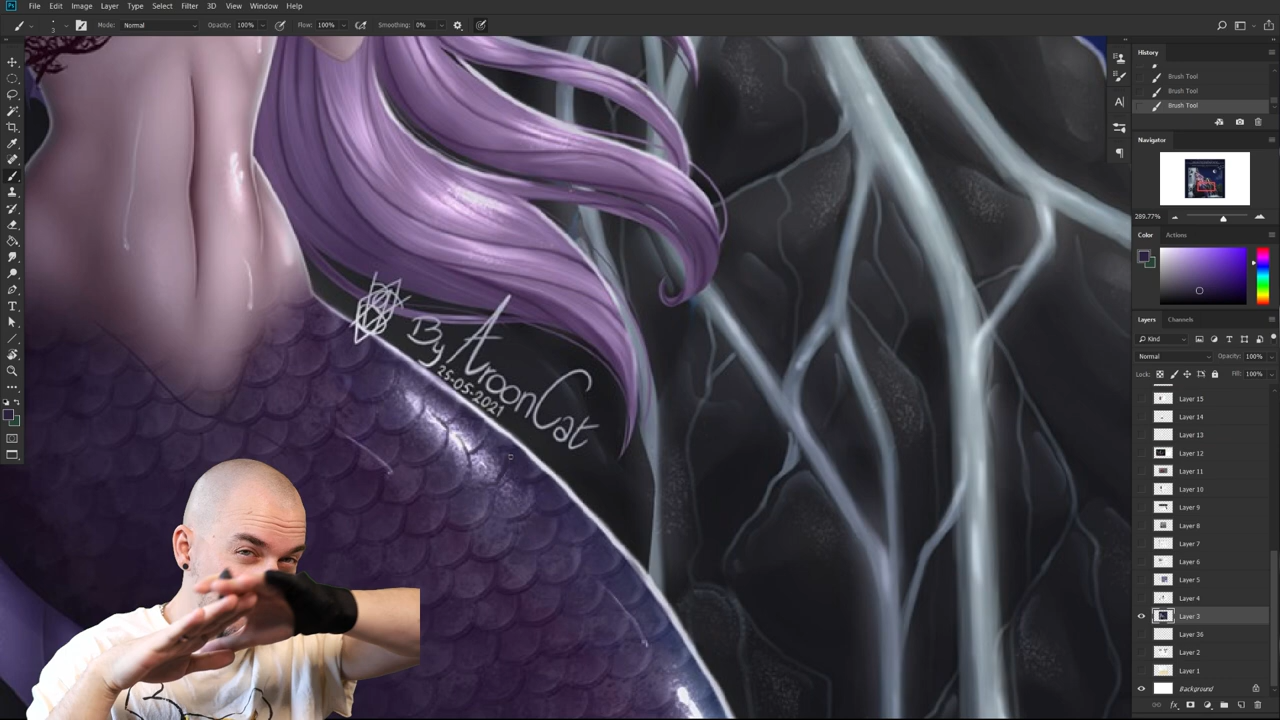 File Edit Image Layer Type Select Filter 3D View Window Help
3 Mode: Normal Opacity: 100% Flow: 100% Smoothing: 0%
History
Brush Tool
Brush Tool
Brush Tool
Navigator
289.77%
Color Actions
Layers Channels
Kind
Normal Opacity: 100%
Lock: Fill: 100%
Layer 15
Layer 14
Layer 13
Layer 12
Layer 11
Layer 10
Layer 9
Layer 8
Layer 7
Layer 6
Layer 5
Layer 4
Layer 3
Layer 36
Layer 2
Layer 1
Background
By AroonCat
25-05-2021